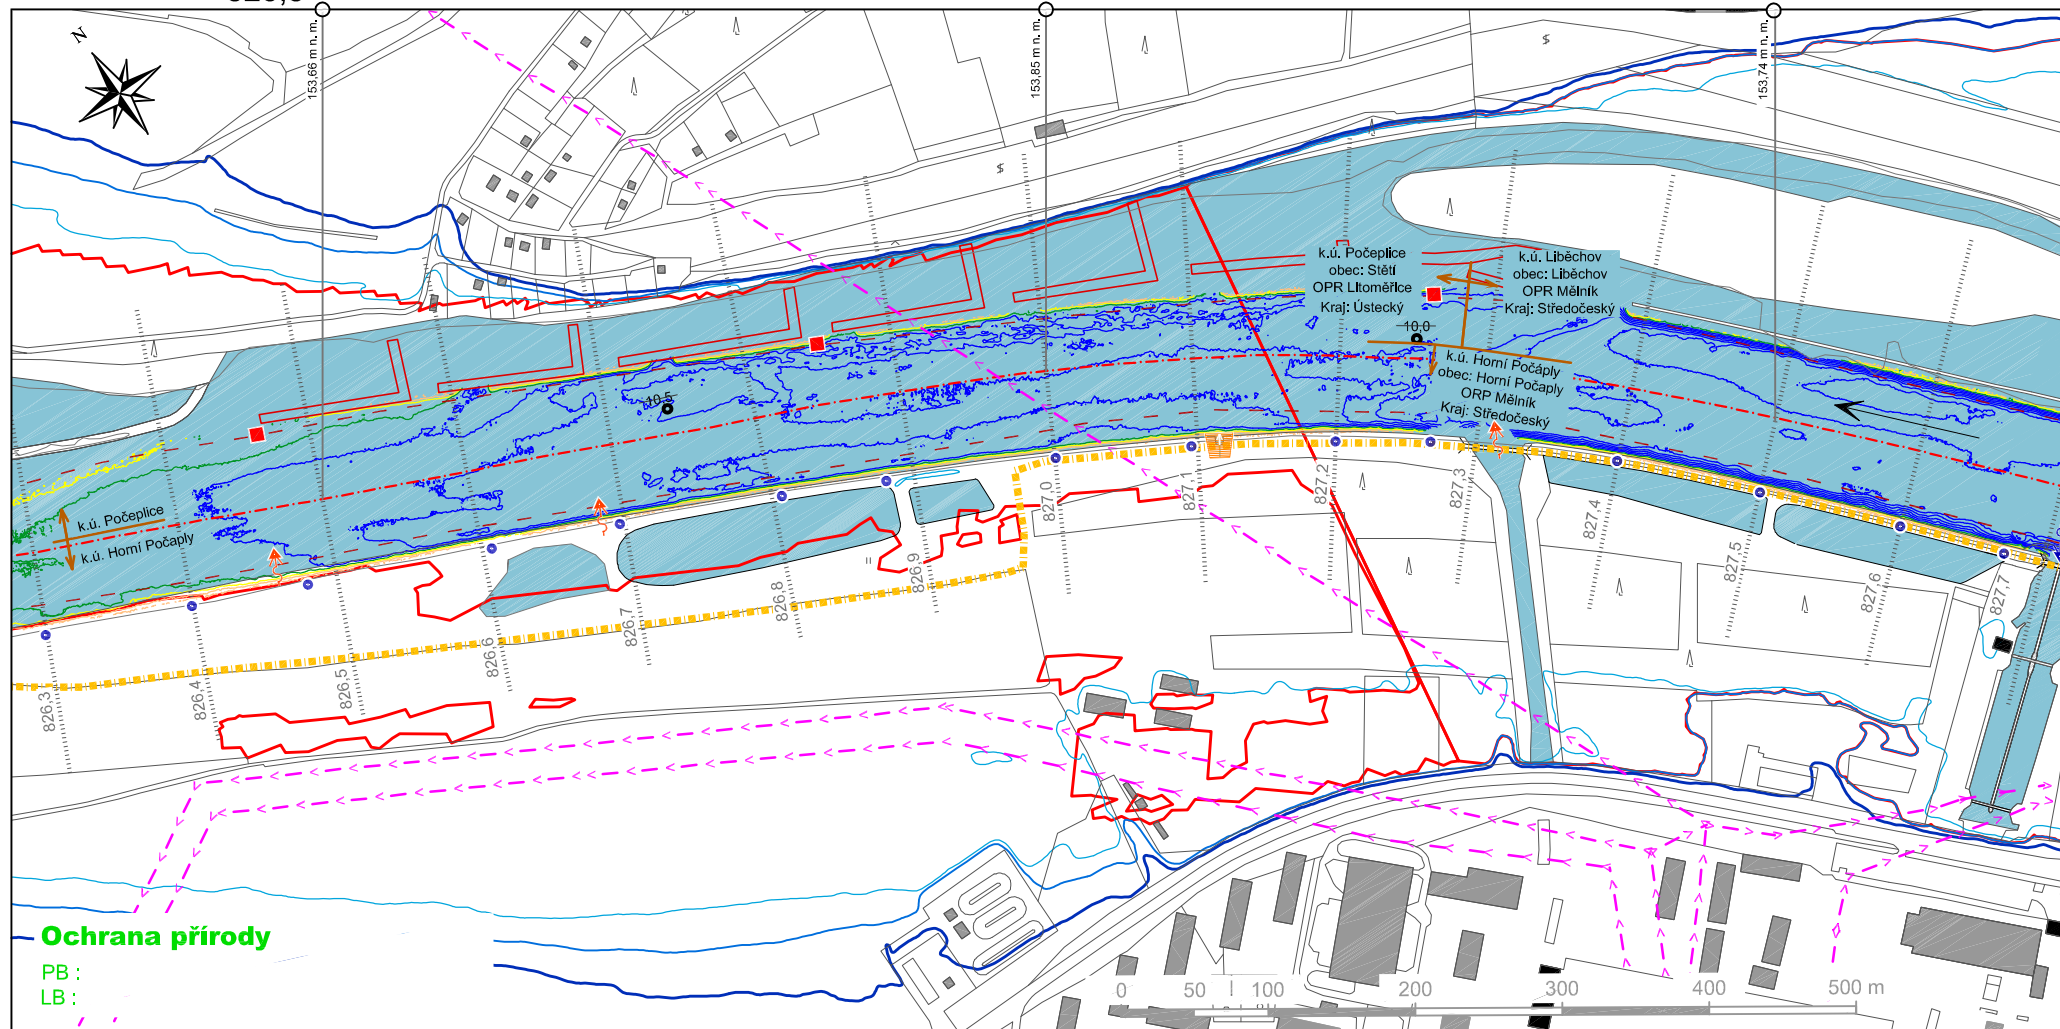 N
153,66 m n. m.
153,85 m n. m.
153,74 m n. m.
k.ú. Počeplice
obec: Štětí
OPR LItoměřice
Kraj: Ústecký
k.ú. Liběchov
obec: Liběchov
OPR Mělník
Kraj: Středočeský
10,0
k.ú. Horní Počáply
obec: Horní Počaply
ORP Mělník
Kraj: Středočeský
10,5
k.ú. Počeplice
k.ú. Horní Počaply
826,3
826,4
826,5
826,6
826,7
826,8
826,9
827,0
827,1
827,2
827,3
827,4
827,5
827,6
827,7
Ochrana přírody
PB :
LB :
0 50 100 200 300 400 500 m